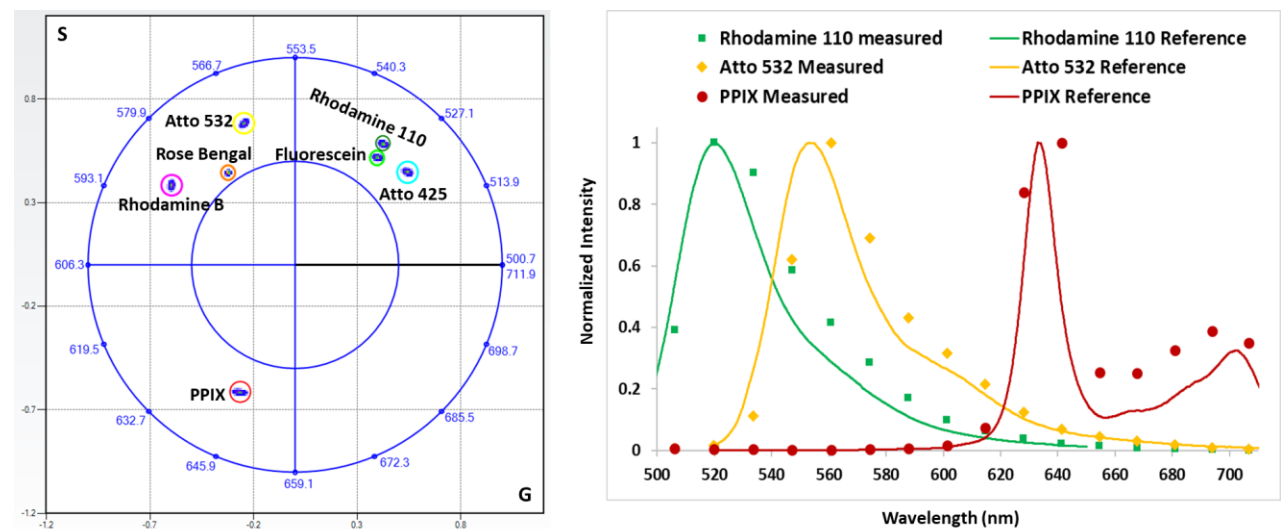 S
553.5
566.7
540.3
579.9
527.1
0.8
Atto 532
Rhodamine 110
Rose Bengal
Fluorescein
593.1
513.9
0.3
Rhodamine B
Atto 425
606.3
500.7
711.9
-0.2
619.5
698.7
PPIX
-0.7
632.7
685.5
645.9
672.3
659.1
G
-1.2
-1.2
-0.7
-0.2
0.3
0.8
Rhodamine 110 measured
Rhodamine 110 Reference
Atto 532 Measured
Atto 532 Reference
PPIX Measured
PPIX Reference
Normalized Intensity
1
0.8
0.6
0.4
0.2
0
500
520
540
560
580
600
620
640
660
680
700
Wavelength (nm)